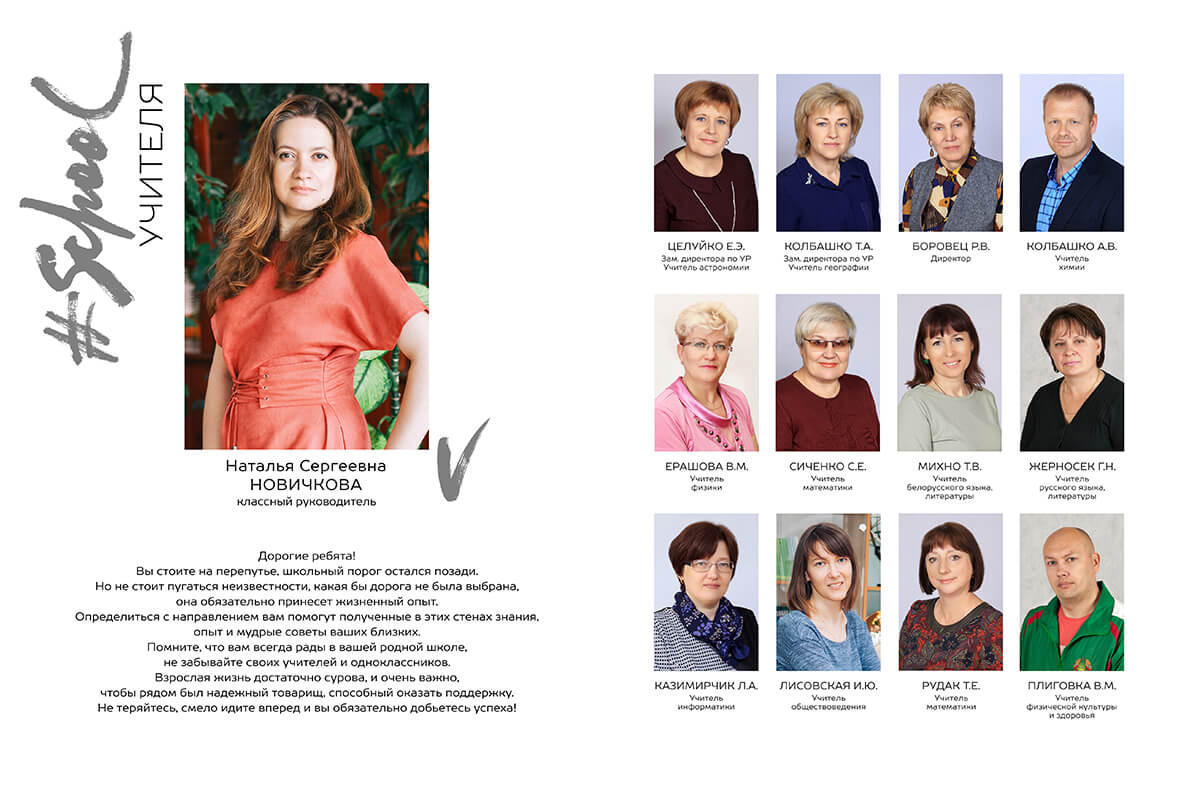 #School
УЧИТЕЛЯ
Наталья Сергеевна
НОВИЧКОВА
классный руководитель
Дорогие ребята!
Вы стоите на перепутье, школьный порог остался позади.
Но не стоит пугаться неизвестности, какая бы дорога не была выбрана,
она обязательно принесет жизненный опыт.
Определиться с направлением вам помогут полученные в этих стенах знания,
опыт и мудрые советы ваших близких.
Помните, что вам всегда рады в вашей родной школе,
не забывайте своих учителей и одноклассников.
Взрослая жизнь достаточно сурова, и очень важно,
чтобы рядом был надежный товарищ, способный оказать поддержку.
Не теряйтесь, смело идите вперед и вы обязательно добьетесь успеха!
ЦЕЛУЙКО Е.Э.
Зам. директора по УР
Учитель астрономии
КОЛБАШКО Т.А.
Зам. директора по УР
Учитель географии
БОРОВЕЦ Р.В.
Директор
КОЛБАШКО А.В.
Учитель
химии
ЕРАШОВА В.М.
Учитель
физики
СИЧЕНКО С.Е.
Учитель
математики
МИХНО Т.В.
Учитель
белорусского языка,
литературы
ЖЕРНОСЕК Г.Н.
Учитель
русского языка,
литературы
КАЗИМИРЧИК Л.А.
Учитель
информатики
ЛИСОВСКАЯ И.Ю.
Учитель
обществоведения
РУДАК Т.Е.
Учитель
математики
ПЛИГОВКА В.М.
Учитель
физической культуры
и здоровья